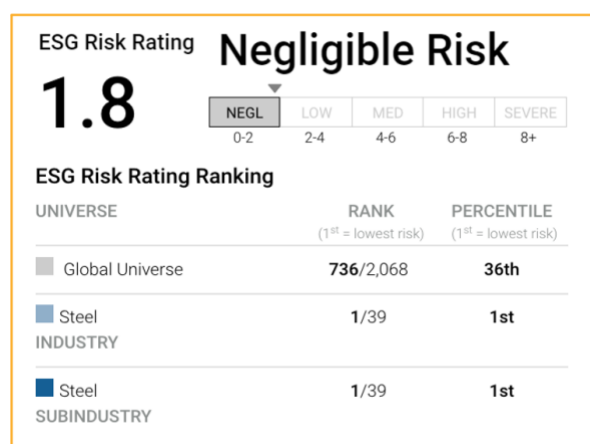 ESG Risk Rating Negligible Risk
1.8
NEGL LOW MED HIGH SEVERE
0-2 2-4 4-6 6-8 8+
ESG Risk Rating Ranking
UNIVERSE RANK PERCENTILE
(1st = lowest risk) (1st = lowest risk)
Global Universe 736/2,068 36th
Steel 1/39 1st
INDUSTRY
Steel 1/39 1st
SUBINDUSTRY